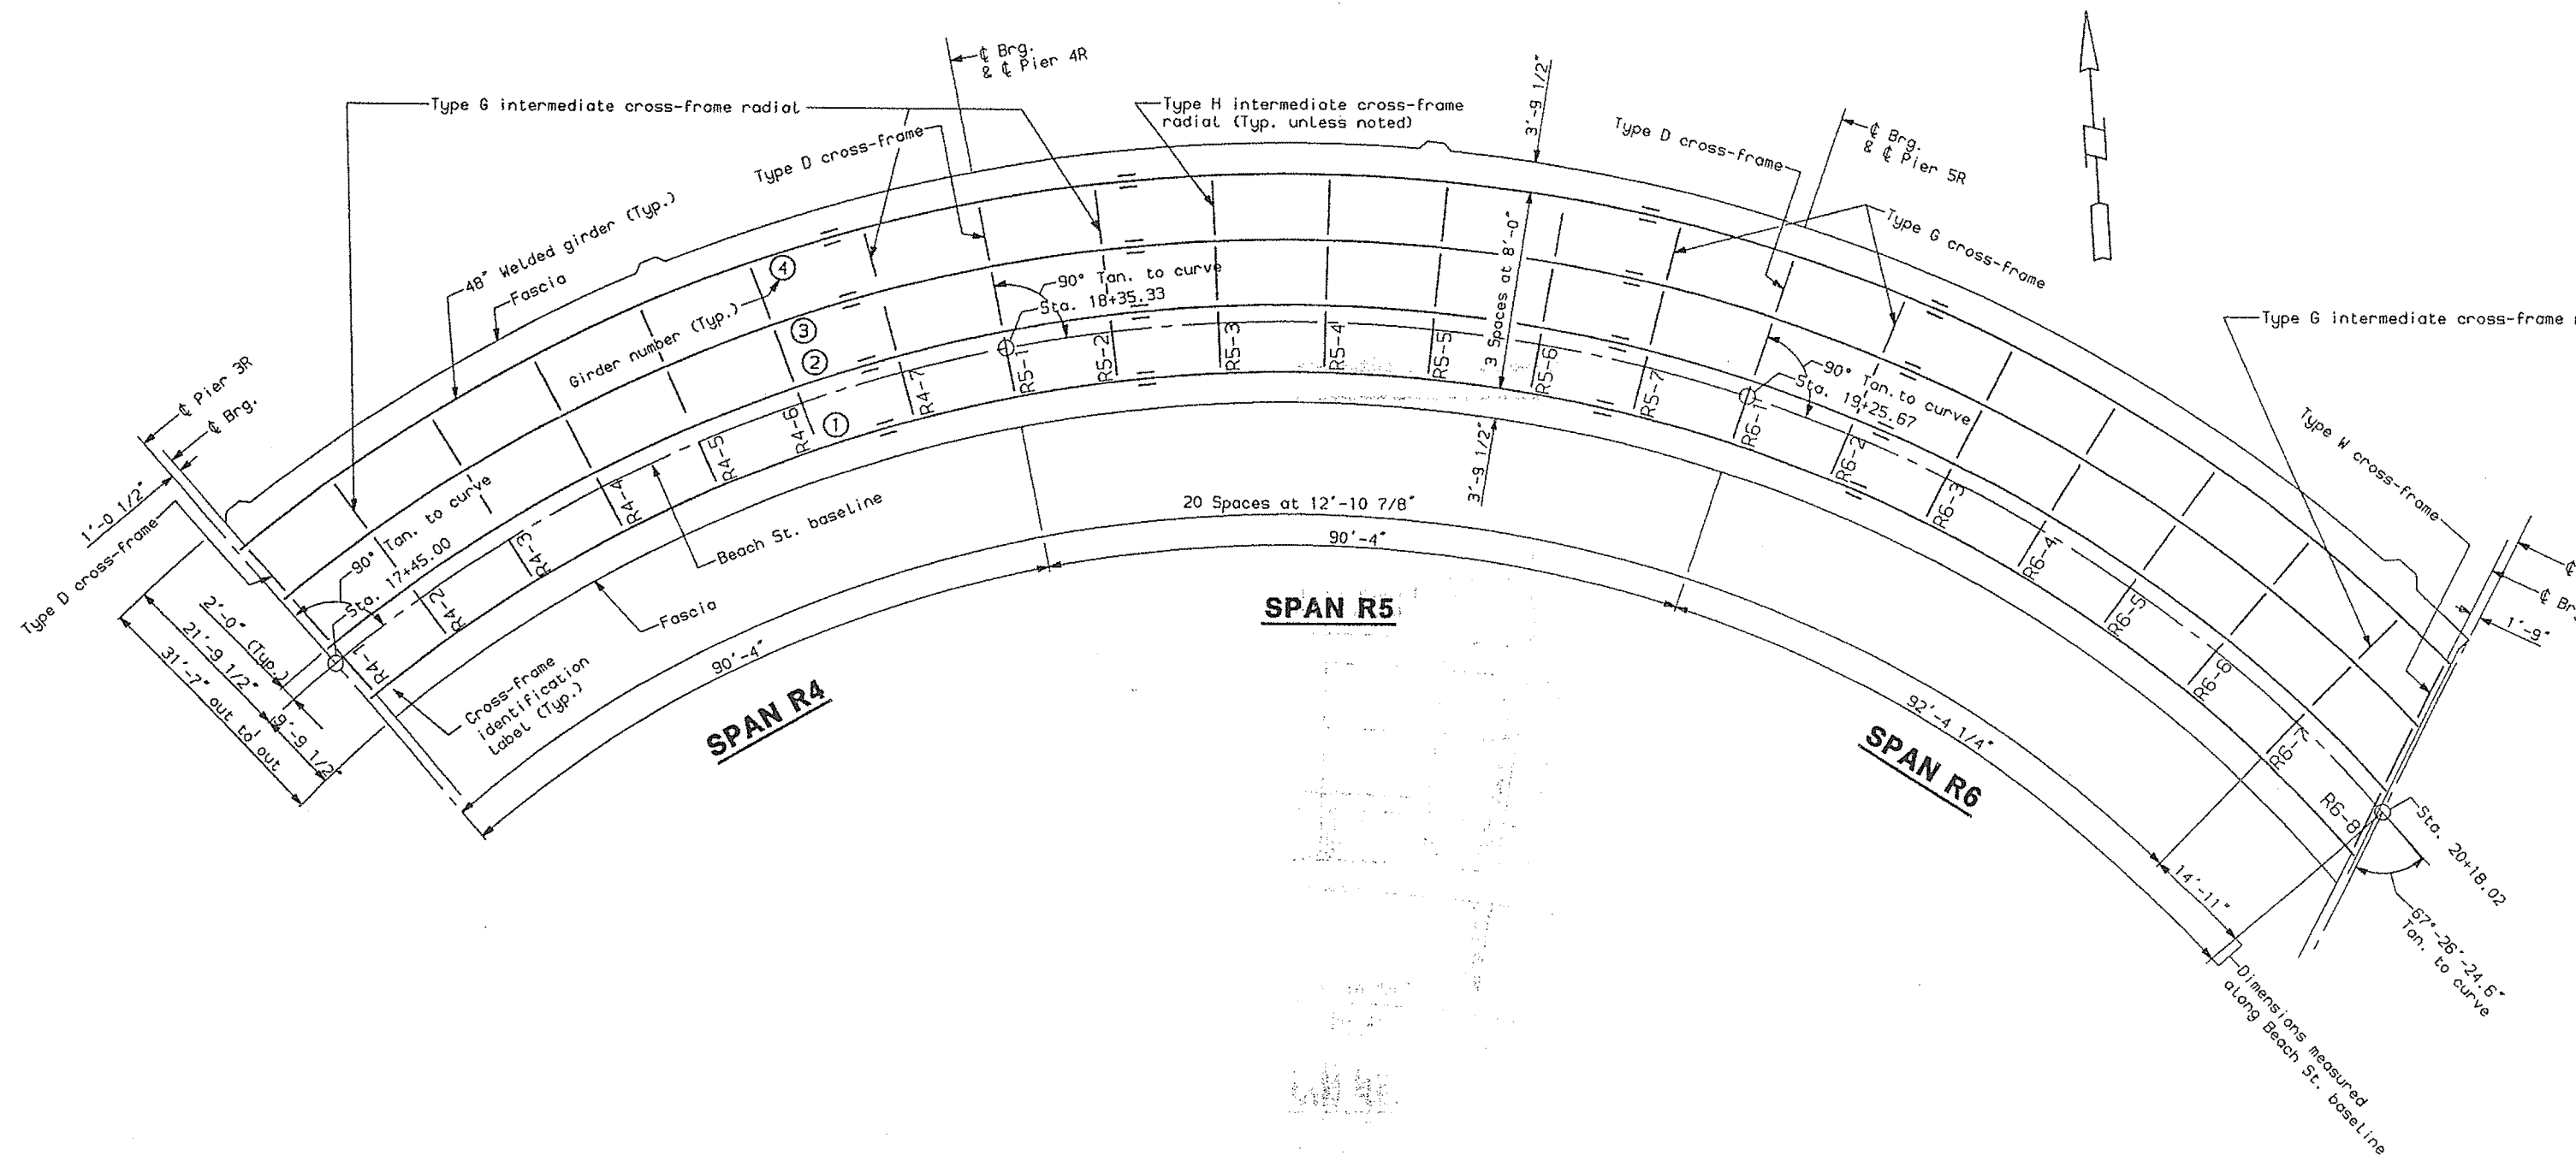 ℄ Brg.
& ℄ Pier 4R
Type G intermediate cross-frame radial
Type D cross-frame
Type H intermediate cross-frame
radial (Typ. unless noted)
3'-9 1/2"
Type D cross-frame
℄ Brg.
& ℄ Pier 5R
Type G cross-frame
Type G intermediate cross-frame
48" Welded girder (Typ.)
Fascia
Girder number (Typ.)
4
3
2
1
90° Tan. to curve
Sta. 18+35.33
3 Spaces at 8'-0"
90° Tan. to curve
Sta. 19+25.67
Type W cross-frame
℄ Pier 3R
℄ Brg.
1'-0 1/2"
Type D cross-frame
90° Tan. to curve
Sta. 17+45.00
2'-0" (Typ.)
21'-9 1/2"
9'-9 1/2"
31'-7" out to out
R4-1
R4-2
R4-3
R4-4
R4-5
R4-6
R4-7
R5-1
R5-2
R5-3
R5-4
R5-5
R5-6
R5-7
R6-1
R6-2
R6-3
R6-4
R6-5
R6-6
R6-7
R6-8
Beach St. baseline
Fascia
Cross-frame
identification
label (Typ.)
3'-9 1/2"
20 Spaces at 12'-10 7/8"
90'-4"
90'-4"
92'-4 1/4"
14'-11"
SPAN R4
SPAN R5
SPAN R6
℄
℄ Br
1'-9"
Sta. 20+18.02
67°-26'-24.6"
Tan. to curve
Dimensions measured
along Beach St. baseline